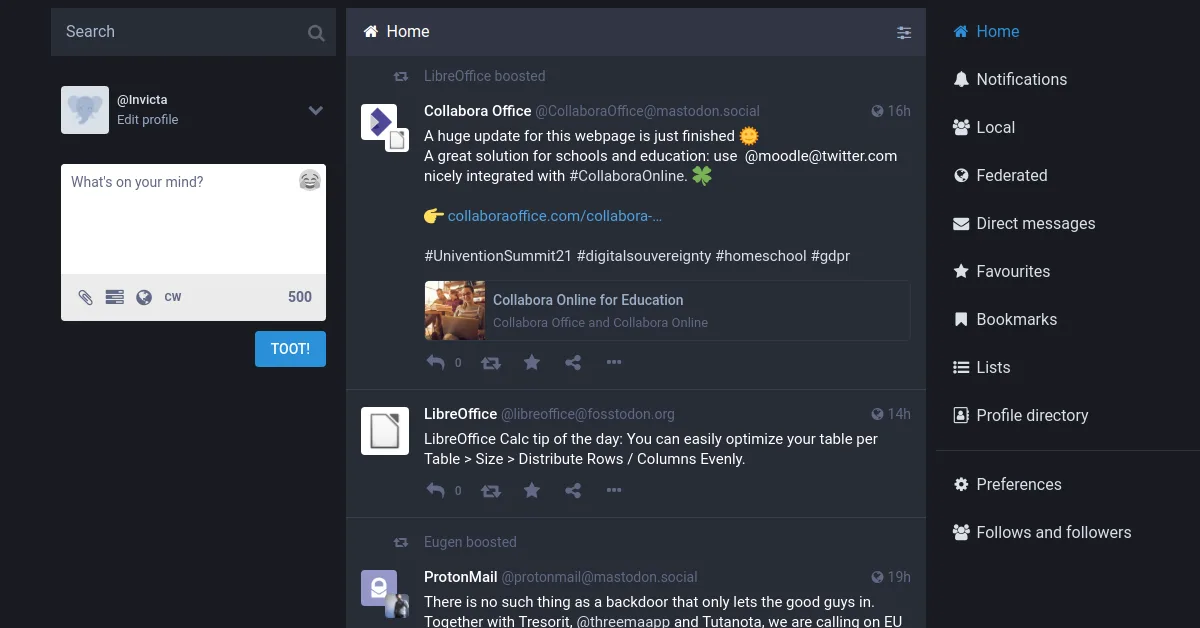 Search
@Invicta
Edit profile
What's on your mind?
CW
500
TOOT!
Home
LibreOffice boosted
Collabora Office @CollaboraOffice@mastodon.social 16h
A huge update for this webpage is just finished 🌞
A great solution for schools and education: use @moodle@twitter.com
nicely integrated with #CollaboraOnline. 🍀
👉 collaboraoffice.com/collabora-…
#UniventionSummit21 #digitalsouvereignty #homeschool #gdpr
Collabora Online for Education
Collabora Office and Collabora Online
0
LibreOffice @libreoffice@fosstodon.org 14h
LibreOffice Calc tip of the day: You can easily optimize your table per
Table > Size > Distribute Rows / Columns Evenly.
0
Eugen boosted
ProtonMail @protonmail@mastodon.social 19h
There is no such thing as a backdoor that only lets the good guys in.
Together with Tresorit, @threemaapp and Tutanota, we are calling on EU
Home
Notifications
Local
Federated
Direct messages
Favourites
Bookmarks
Lists
Profile directory
Preferences
Follows and followers